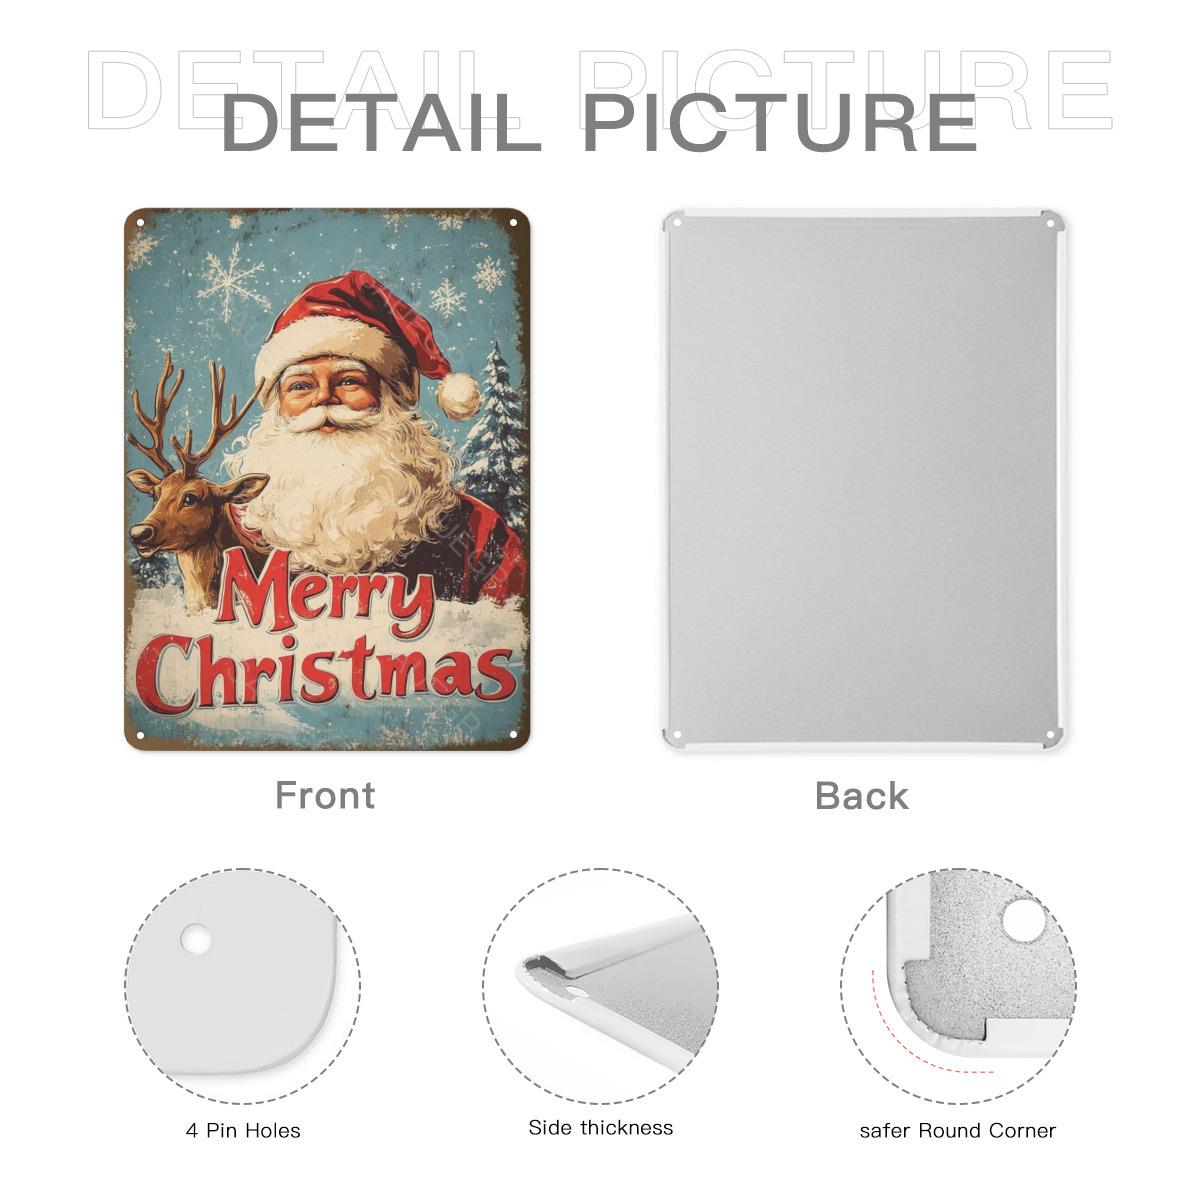 DETAIL PICTURE
DETAIL PICTURE
Merry
Christmas
Front
Back
4 Pin Holes
Side thickness
safer Round Corner